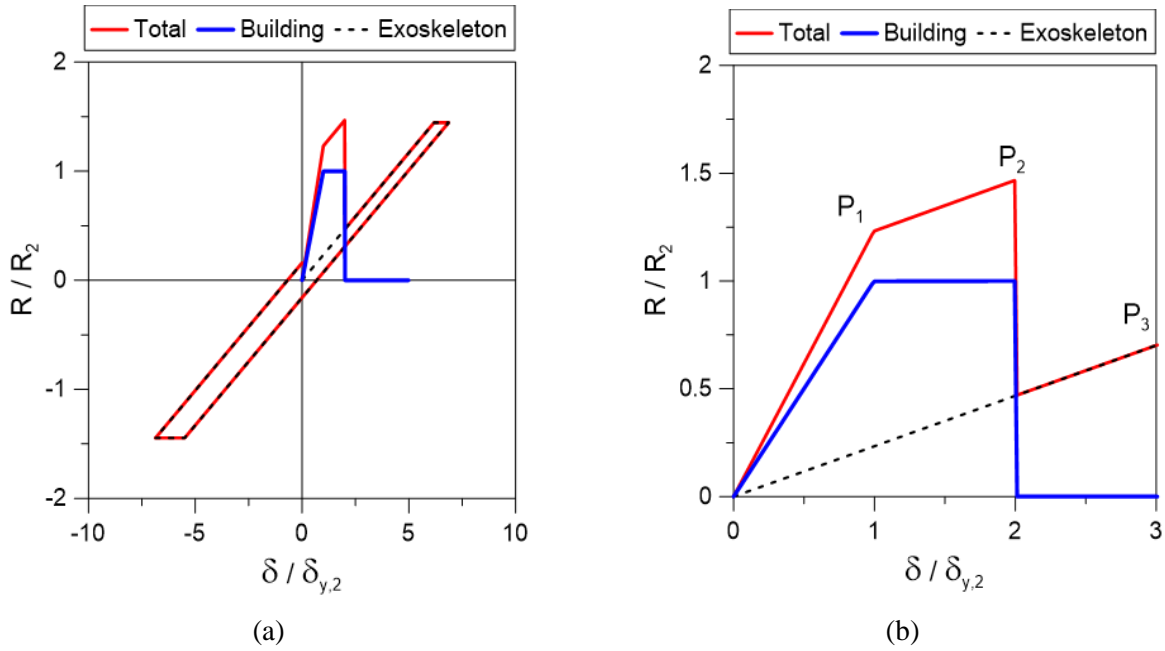 Total Building Exoskeleton
2
1
0
-1
-2
-10 -5 0 5 10
R / R2
δ / δy,2
(a)
Total Building Exoskeleton
2
1.5
1
0.5
0
0 1 2 3
P1
P2
P3
R / R2
δ / δy,2
(b)